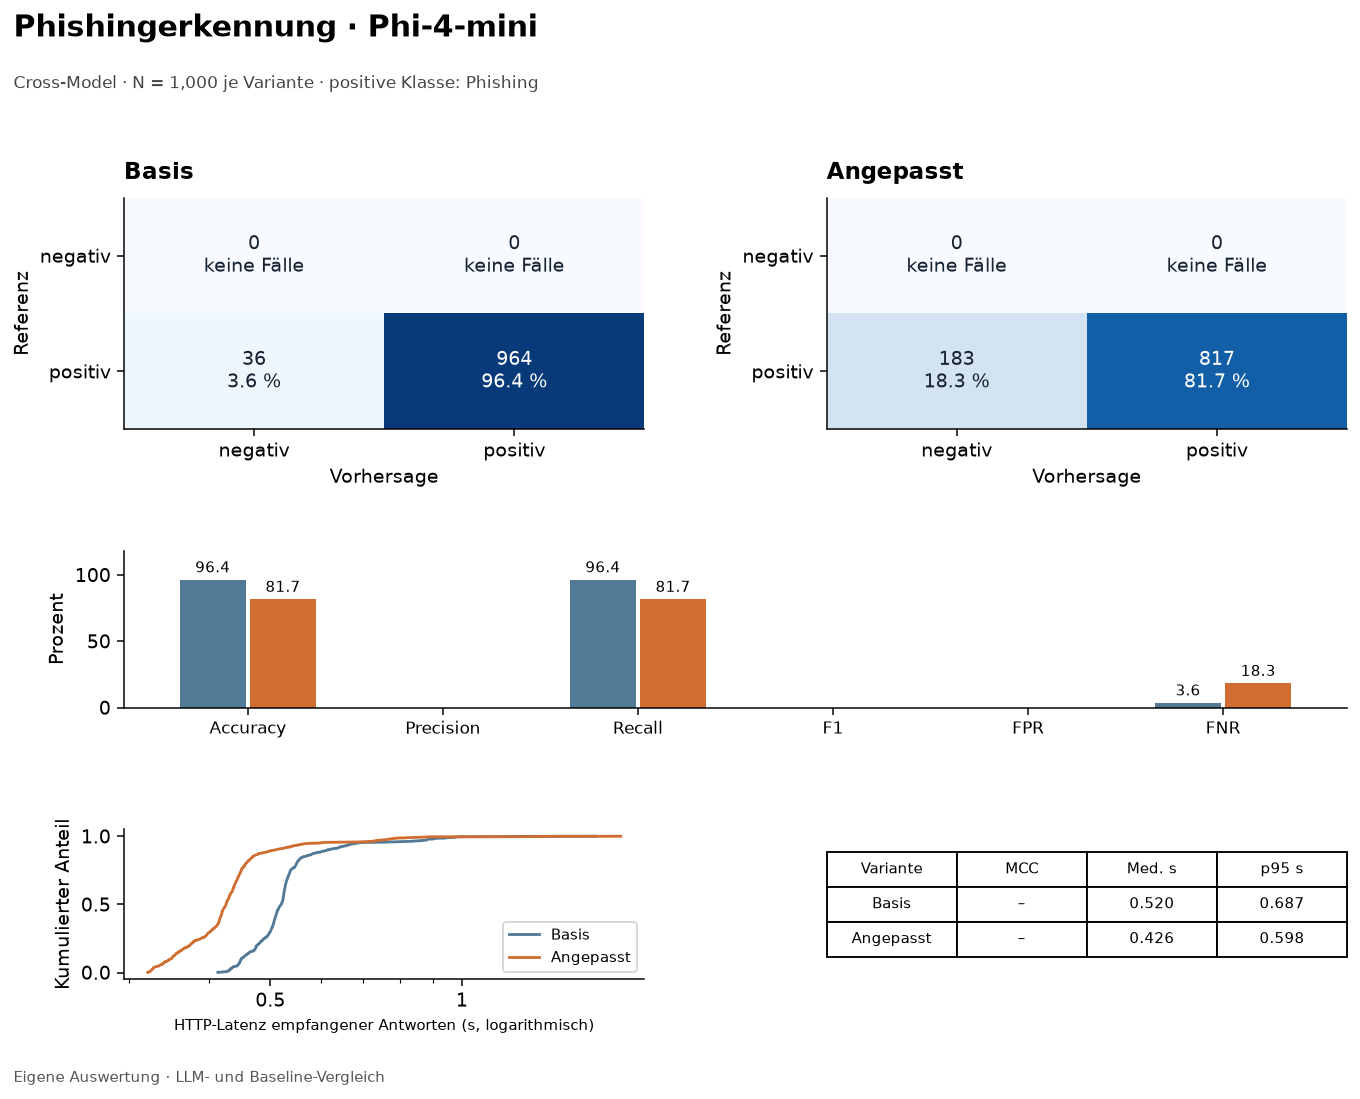 Phishingerkennung · Phi-4-mini
Cross-Model · N = 1,000 je Variante · positive Klasse: Phishing
Basis
Referenz
negativ
0
keine Fälle
0
keine Fälle
positiv
36
3.6 %
964
96.4 %
negativ
positiv
Vorhersage
Angepasst
Referenz
negativ
0
keine Fälle
0
keine Fälle
positiv
183
18.3 %
817
81.7 %
negativ
positiv
Vorhersage
Prozent
100
50
0
96.4
81.7
96.4
81.7
3.6
18.3
Accuracy
Precision
Recall
F1
FPR
FNR
Kumulierter Anteil
1.0
0.5
0.0
Basis
Angepasst
0.5
1
HTTP-Latenz empfangener Antworten (s, logarithmisch)
Variante MCC Med. s p95 s
Basis – 0.520 0.687
Angepasst – 0.426 0.598
Eigene Auswertung · LLM- und Baseline-Vergleich